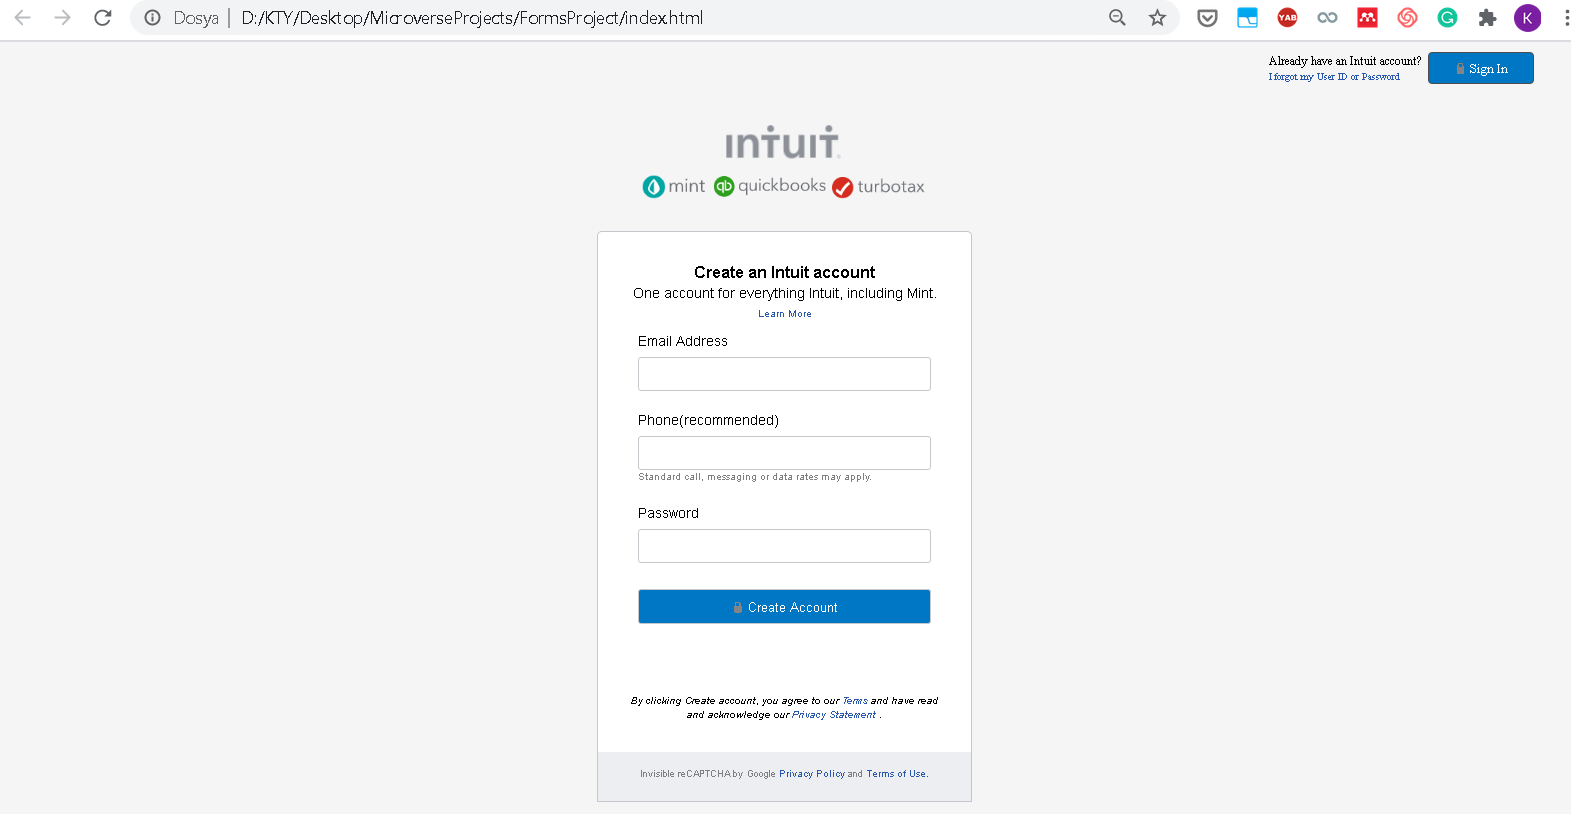 Dosya | D:/KTY/Desktop/MicroverseProjects/FormsProject/index.html
YAB
K
Already have an Intuit account?
I forgot my User ID or Password
Sign In
intuit
mint qb quickbooks turbotax
Create an Intuit account
One account for everything Intuit, including Mint.
Learn More
Email Address
Phone(recommended)
Standard call, messaging or data rates may apply.
Password
Create Account
By clicking Create account, you agree to our Terms and have read
and acknowledge our Privacy Statement .
Invisible reCAPTCHA by Google Privacy Policy and Terms of Use.